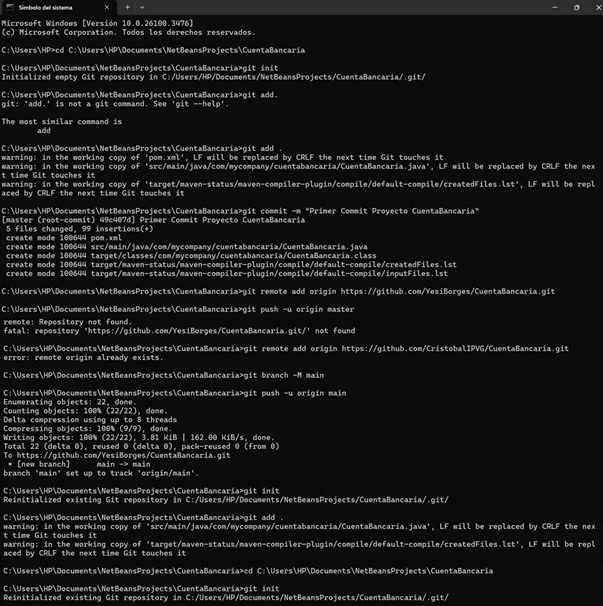 Símbolo del sistema
Microsoft Windows [Versión 10.0.26100.3476]
(c) Microsoft Corporation. Todos los derechos reservados.
C:\Users\HP>cd C:\Users\HP\Documents\NetBeansProjects\CuentaBancaria
C:\Users\HP\Documents\NetBeansProjects\CuentaBancaria>git init
Initialized empty Git repository in C:/Users/HP/Documents/NetBeansProjects/CuentaBancaria/.git/
C:\Users\HP\Documents\NetBeansProjects\CuentaBancaria>git add.
git: 'add.' is not a git command. See 'git --help'.
The most similar command is
add
C:\Users\HP\Documents\NetBeansProjects\CuentaBancaria>git add .
warning: in the working copy of 'pom.xml', LF will be replaced by CRLF the next time Git touches it
warning: in the working copy of 'src/main/java/com/mycompany/cuentabancaria/CuentaBancaria.java', LF will be replaced by CRLF the nex
t time Git touches it
warning: in the working copy of 'target/maven-status/maven-compiler-plugin/compile/default-compile/createdFiles.lst', LF will be repl
aced by CRLF the next time Git touches it
C:\Users\HP\Documents\NetBeansProjects\CuentaBancaria>git commit -m "Primer Commit Proyecto CuentaBancaria"
[master (root-commit) 49c407d] Primer Commit Proyecto CuentaBancaria
5 files changed, 99 insertions(+)
create mode 100644 pom.xml
create mode 100644 src/main/java/com/mycompany/cuentabancaria/CuentaBancaria.java
create mode 100644 target/classes/com/mycompany/cuentabancaria/CuentaBancaria.class
create mode 100644 target/maven-status/maven-compiler-plugin/compile/default-compile/createdFiles.lst
create mode 100644 target/maven-status/maven-compiler-plugin/compile/default-compile/inputFiles.lst
C:\Users\HP\Documents\NetBeansProjects\CuentaBancaria>git remote add origin https://github.com/YesiBorges/CuentaBancaria.git
C:\Users\HP\Documents\NetBeansProjects\CuentaBancaria>git push -u origin master
remote: Repository not found.
fatal: repository 'https://github.com/YesiBorges/CuentaBancaria.git/' not found
C:\Users\HP\Documents\NetBeansProjects\CuentaBancaria>git remote add origin https://github.com/CristobalIPVG/CuentaBancaria.git
error: remote origin already exists.
C:\Users\HP\Documents\NetBeansProjects\CuentaBancaria>git branch -M main
C:\Users\HP\Documents\NetBeansProjects\CuentaBancaria>git push -u origin main
Enumerating objects: 22, done.
Counting objects: 100% (22/22), done.
Delta compression using up to 8 threads
Compressing objects: 100% (9/9), done.
Writing objects: 100% (22/22), 3.81 KiB | 162.00 KiB/s, done.
Total 22 (delta 0), reused 0 (delta 0), pack-reused 0 (from 0)
To https://github.com/YesiBorges/CuentaBancaria.git
* [new branch] main -> main
branch 'main' set up to track 'origin/main'.
C:\Users\HP\Documents\NetBeansProjects\CuentaBancaria>git init
Reinitialized existing Git repository in C:/Users/HP/Documents/NetBeansProjects/CuentaBancaria/.git/
C:\Users\HP\Documents\NetBeansProjects\CuentaBancaria>git add .
warning: in the working copy of 'src/main/java/com/mycompany/cuentabancaria/CuentaBancaria.java', LF will be replaced by CRLF the nex
t time Git touches it
warning: in the working copy of 'target/maven-status/maven-compiler-plugin/compile/default-compile/createdFiles.lst', LF will be repl
aced by CRLF the next time Git touches it
C:\Users\HP\Documents\NetBeansProjects\CuentaBancaria>cd C:\Users\HP\Documents\NetBeansProjects\CuentaBancaria
C:\Users\HP\Documents\NetBeansProjects\CuentaBancaria>git init
Reinitialized existing Git repository in C:/Users/HP/Documents/NetBeansProjects/CuentaBancaria/.git/